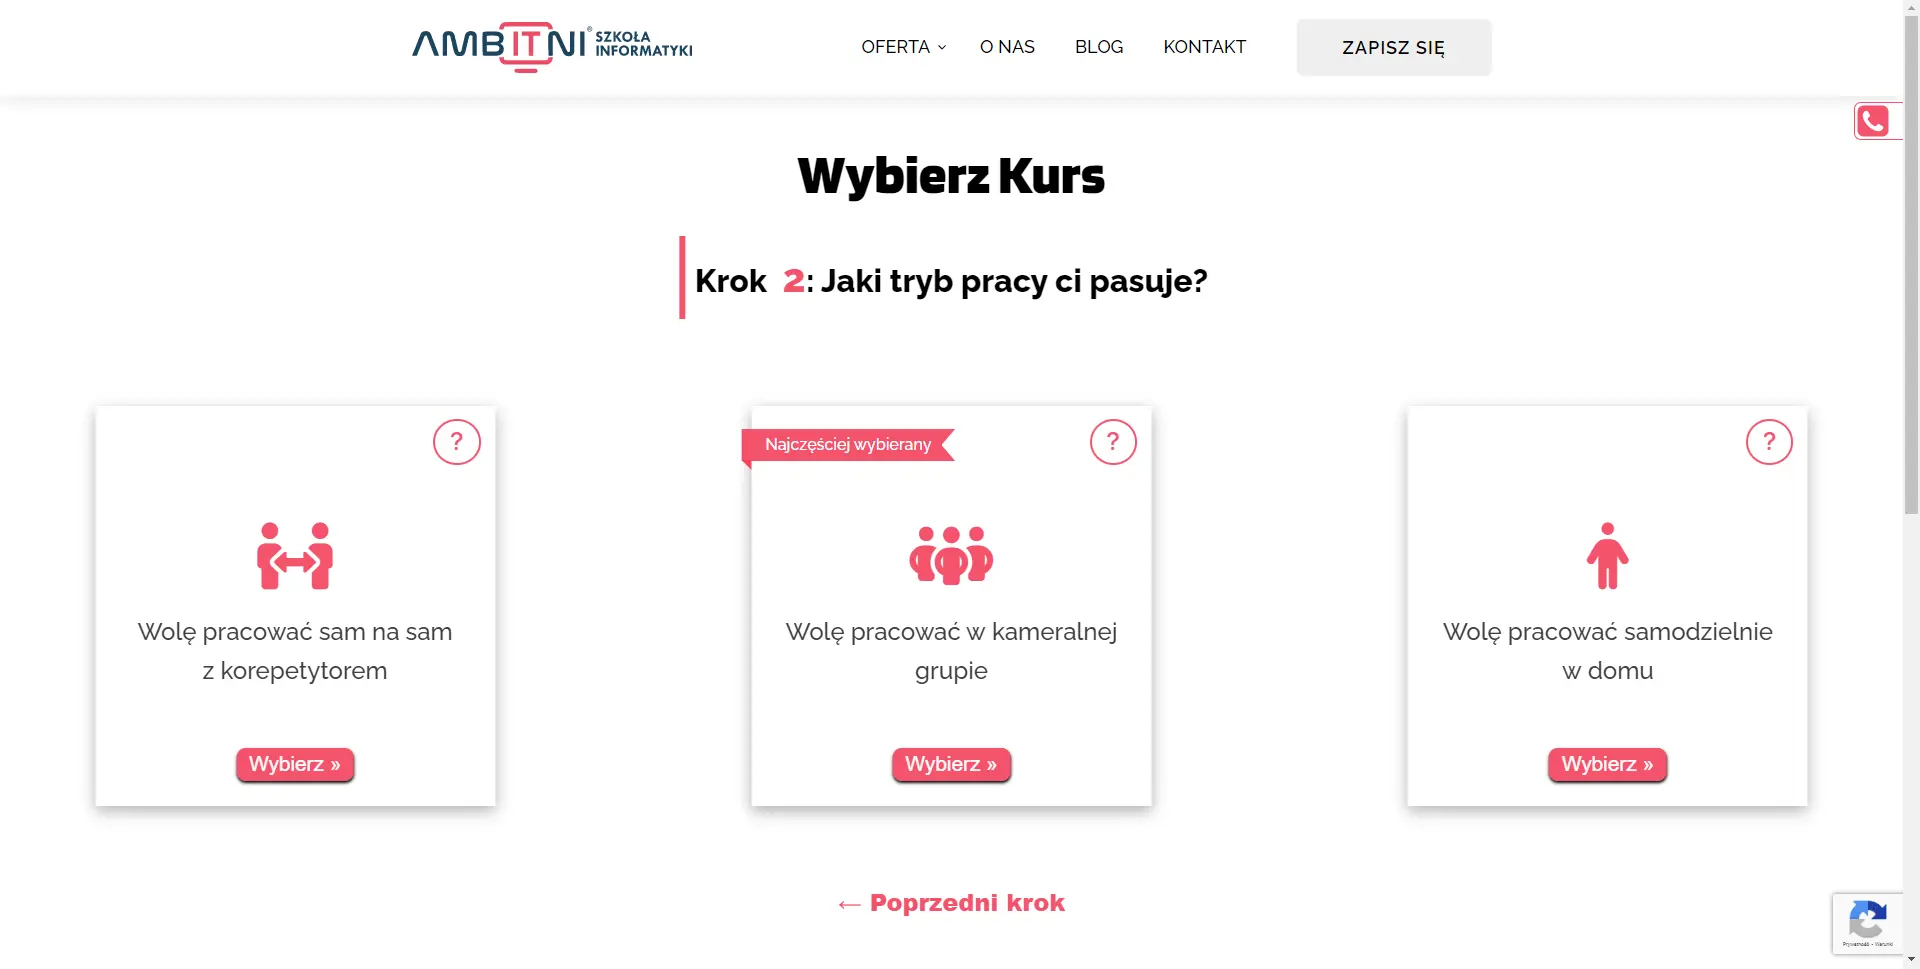 AMBITNI® SZKOŁA
INFORMATYKI
OFERTA
O NAS
BLOG
KONTAKT
ZAPISZ SIĘ
Wybierz Kurs
Krok 2: Jaki tryb pracy ci pasuje?
?
Wolę pracować sam na sam
z korepetytorem
Wybierz »
Najczęściej wybierany
?
Wolę pracować w kameralnej
grupie
Wybierz »
?
Wolę pracować samodzielnie
w domu
Wybierz »
← Poprzedni krok
Prywatność - Warunki